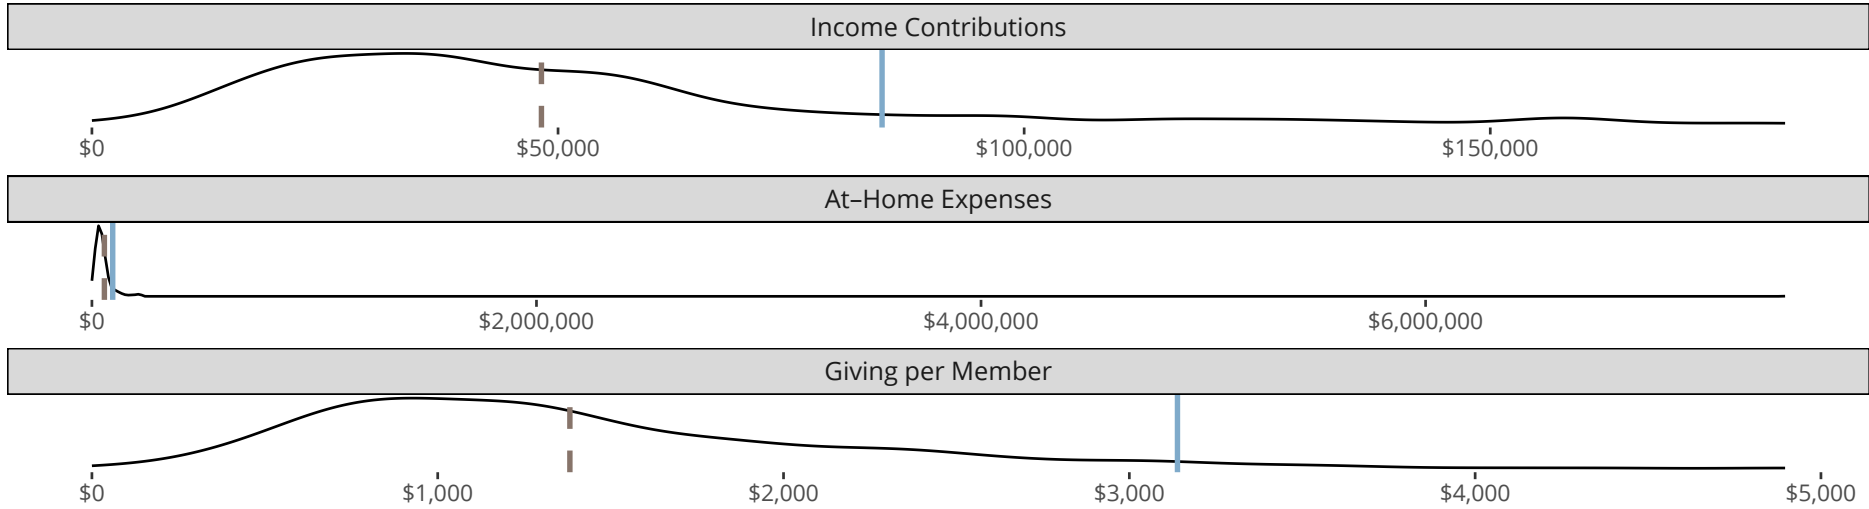 Income Contributions
$0 $50,000 $100,000 $150,000
At–Home Expenses
$0 $2,000,000 $4,000,000 $6,000,000
Giving per Member
$0 $1,000 $2,000 $3,000 $4,000 $5,000